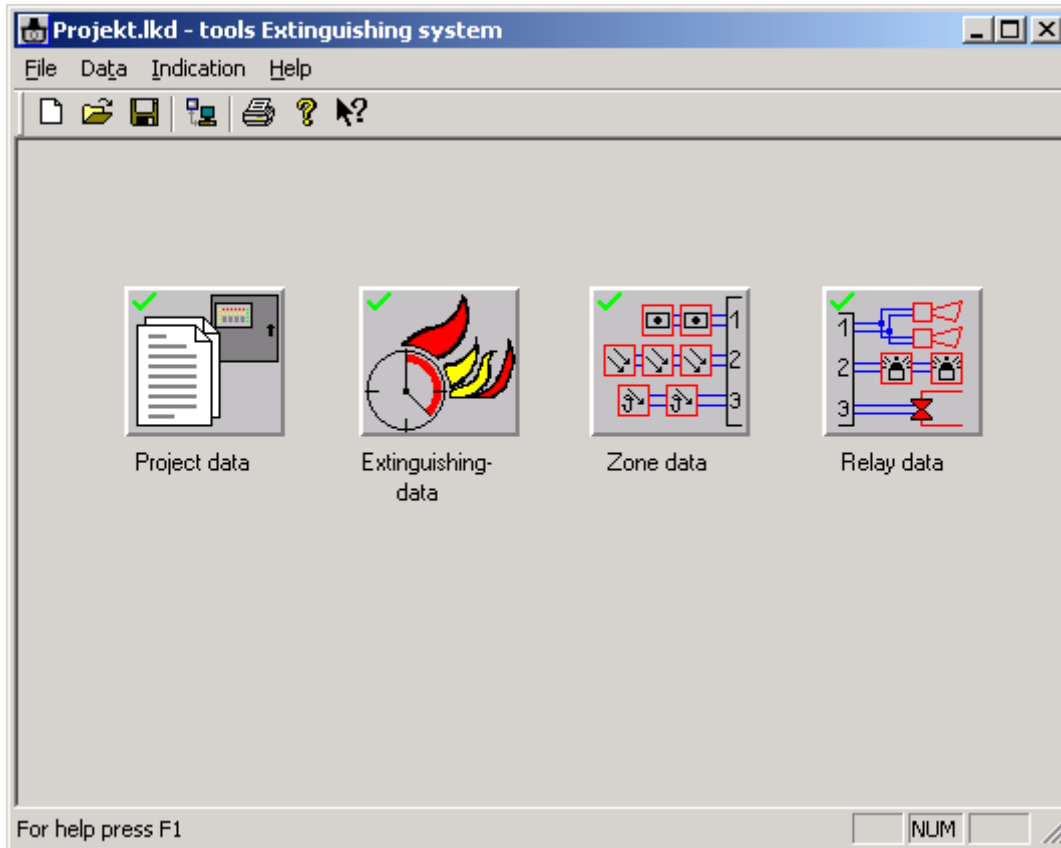 Projekt.lkd - tools Extinguishing system
File Data Indication Help
1
2
3
1
2
3
Project data
Extinguishing-
data
Zone data
Relay data
For help press F1
NUM